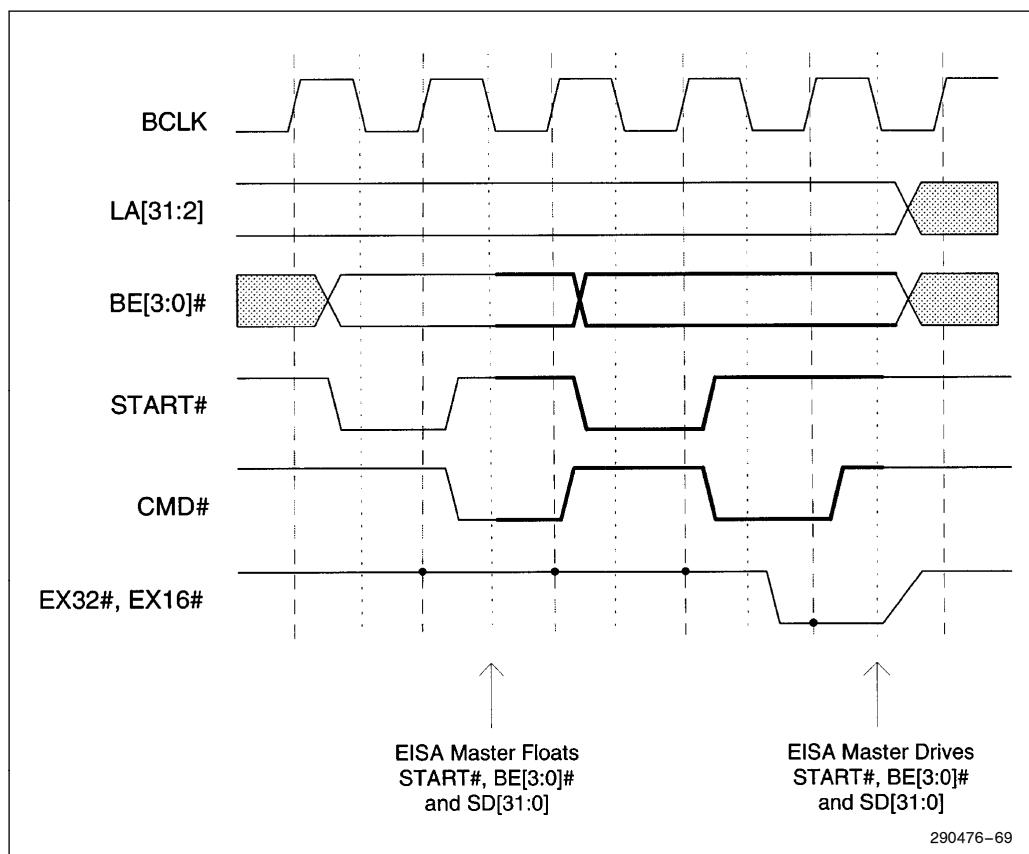 BCLK
LA[31:2]
BE[3:0]#
START#
CMD#
EX32#, EX16#
EISA Master Floats
START#, BE[3:0]#
and SD[31:0]
EISA Master Drives
START#, BE[3:0]#
and SD[31:0]
290476–69